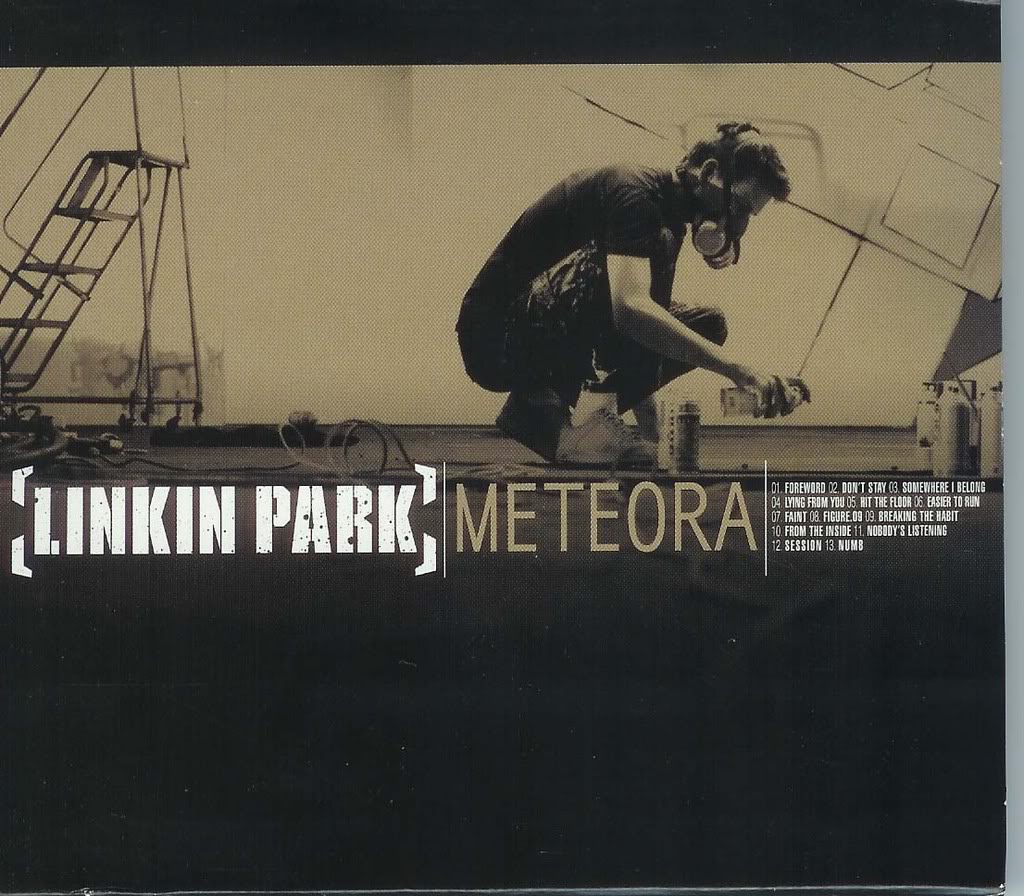 [LINKIN PARK]
METEORA
01. FOREWORD 02. DON'T STAY 03. SOMEWHERE I BELONG
04. LYING FROM YOU 05. HIT THE FLOOR 06. EASIER TO RUN
07. FAINT 08. FIGURE.09 09. BREAKING THE HABIT
10. FROM THE INSIDE 11. NOBODY'S LISTENING
12. SESSION 13. NUMB